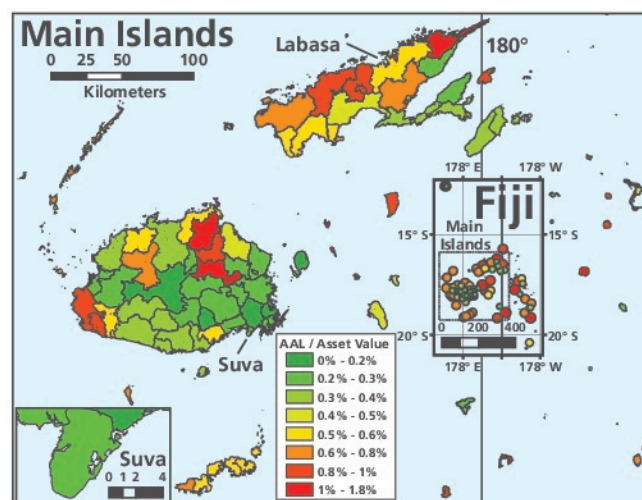 Main Islands
0 50 100
Kilometers
Labasa
180°
178° E 178° W
Fiji
Main
Islands
15° S
20° S
0 200 400
178° E 178° W
Suva
AAL / Asset Value
0% - 0.2%
0.2% - 0.3%
0.3% - 0.4%
0.4% - 0.5%
0.5% - 0.6%
0.6% - 0.8%
0.8% - 1%
1% - 1.8%
Suva
0 1 2 4